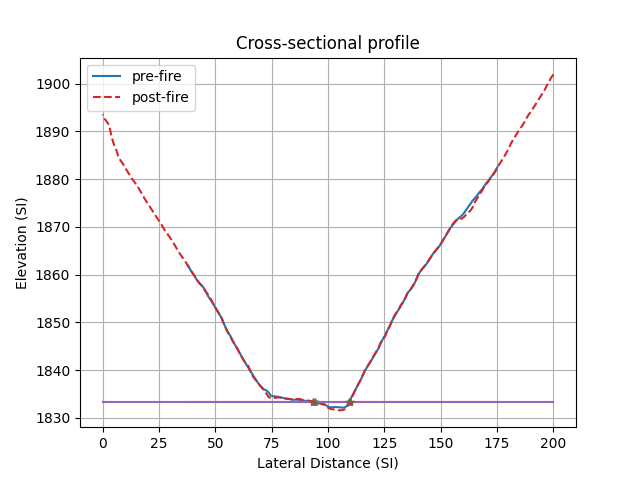 Cross-sectional profile
pre-fire
post-fire
1900
1890
1880
1870
1860
1850
1840
1830
Elevation (SI)
0 25 50 75 100 125 150 175 200
Lateral Distance (SI)